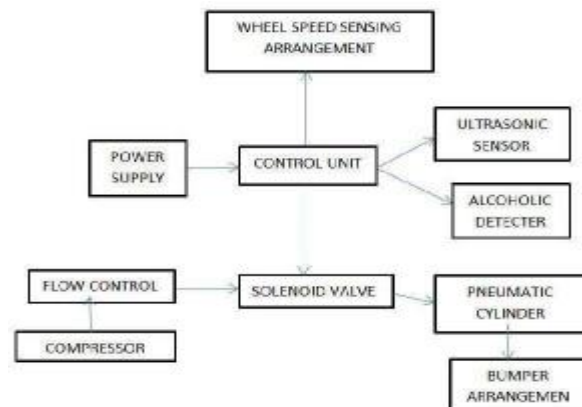 WHEEL SPEED SENSING
ARRANGEMENT
ULTRASONIC
SENSOR
POWER
SUPPLY
CONTROL UNIT
ALCOHOLIC
DETECTER
FLOW CONTROL
SOLENOID VALVE
PNEUMATIC
CYLINDER
COMPRESSOR
BUMPER
ARRANGEMEN